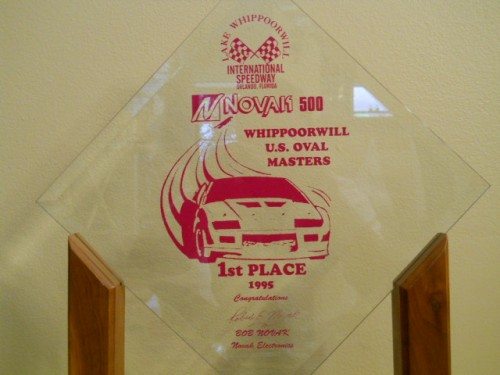 LAKE WHIPPOORWILL
INTERNATIONAL
SPEEDWAY
ORLANDO, FLORIDA
NOVAK 500
WHIPPOORWILL
U.S. OVAL
MASTERS
1st PLACE
1995
Congratulations
BOB NOVAK
Novak Electronics